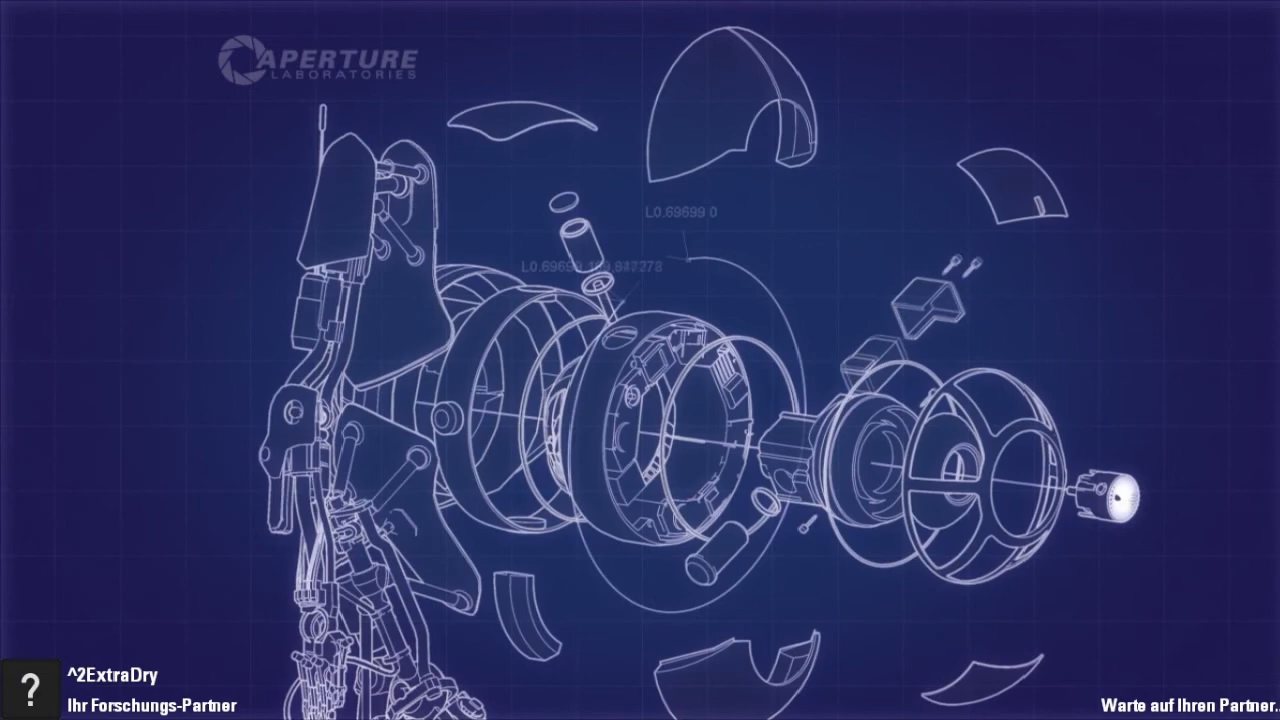 APERTURE
LABORATORIES
L0.69699 0
?
^2ExtraDry
Ihr Forschungs-Partner
Warte auf Ihren Partner..